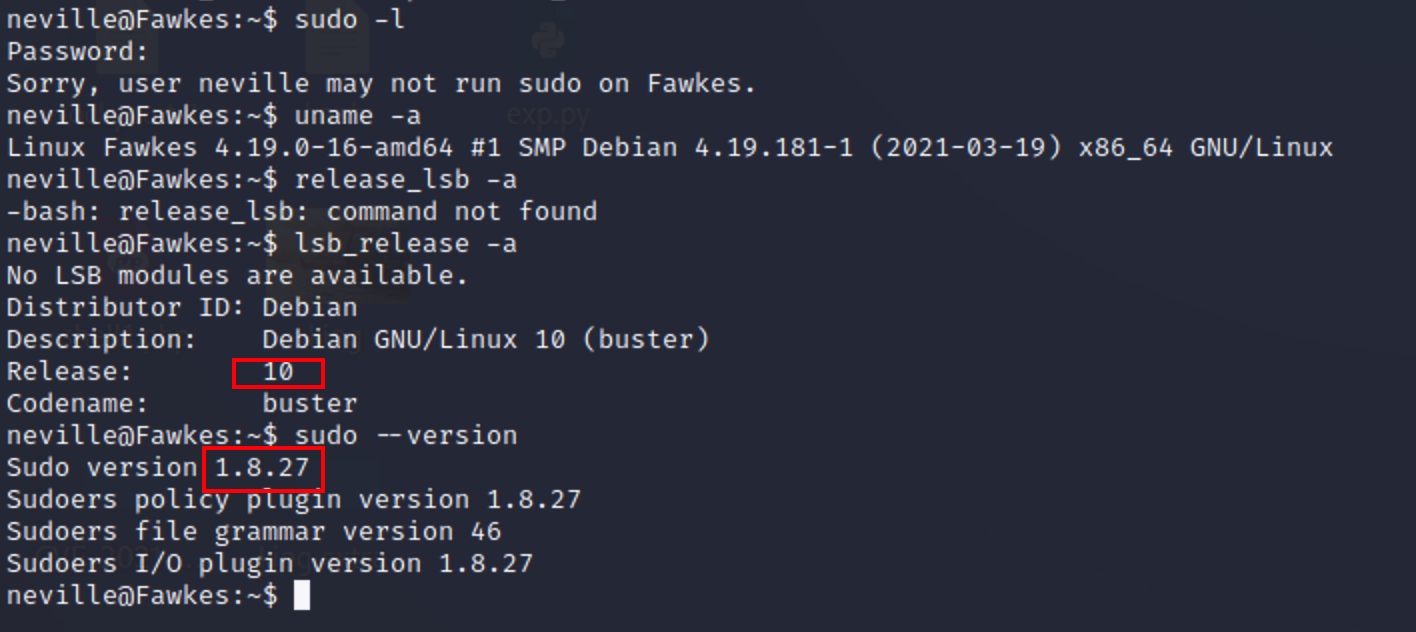 neville@Fawkes:~$ sudo -l
Password:
Sorry, user neville may not run sudo on Fawkes.
neville@Fawkes:~$ uname -a
exp.py
Linux Fawkes 4.19.0-16-amd64 #1 SMP Debian 4.19.181-1 (2021-03-19) x86_64 GNU/Linux
neville@Fawkes:~$ release_lsb -a
-bash: release_lsb: command not found
neville@Fawkes:~$ lsb_release -a
No LSB modules are available.
Distributor ID: Debian
Description:    Debian GNU/Linux 10 (buster)
Release:        10
Codename:       buster
neville@Fawkes:~$ sudo --version
Sudo version 1.8.27
Sudoers policy plugin version 1.8.27
Sudoers file grammar version 46
Sudoers I/O plugin version 1.8.27
neville@Fawkes:~$